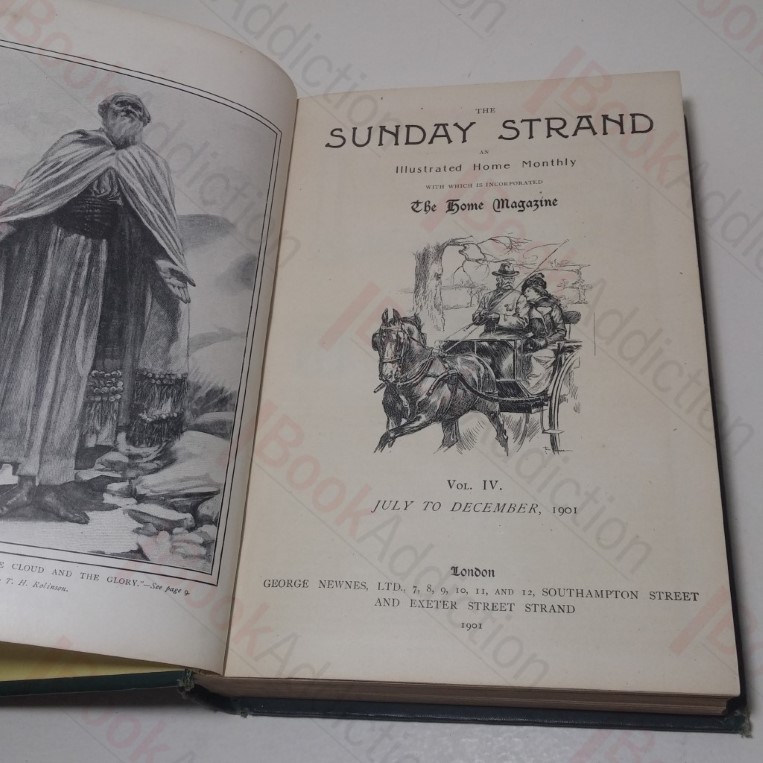 CLOUD AND THE GLORY."—See page 9.
T. H. Robinson.
THE
SUNDAY STRAND
AN
Illustrated Home Monthly
WITH WHICH IS INCORPORATED
The Home Magazine
VOL. IV.
JULY TO DECEMBER, 1901
London
GEORGE NEWNES, LTD., 7, 8, 9, 10, 11, AND 12, SOUTHAMPTON STREET
AND EXETER STREET STRAND
1901
BookAddiction